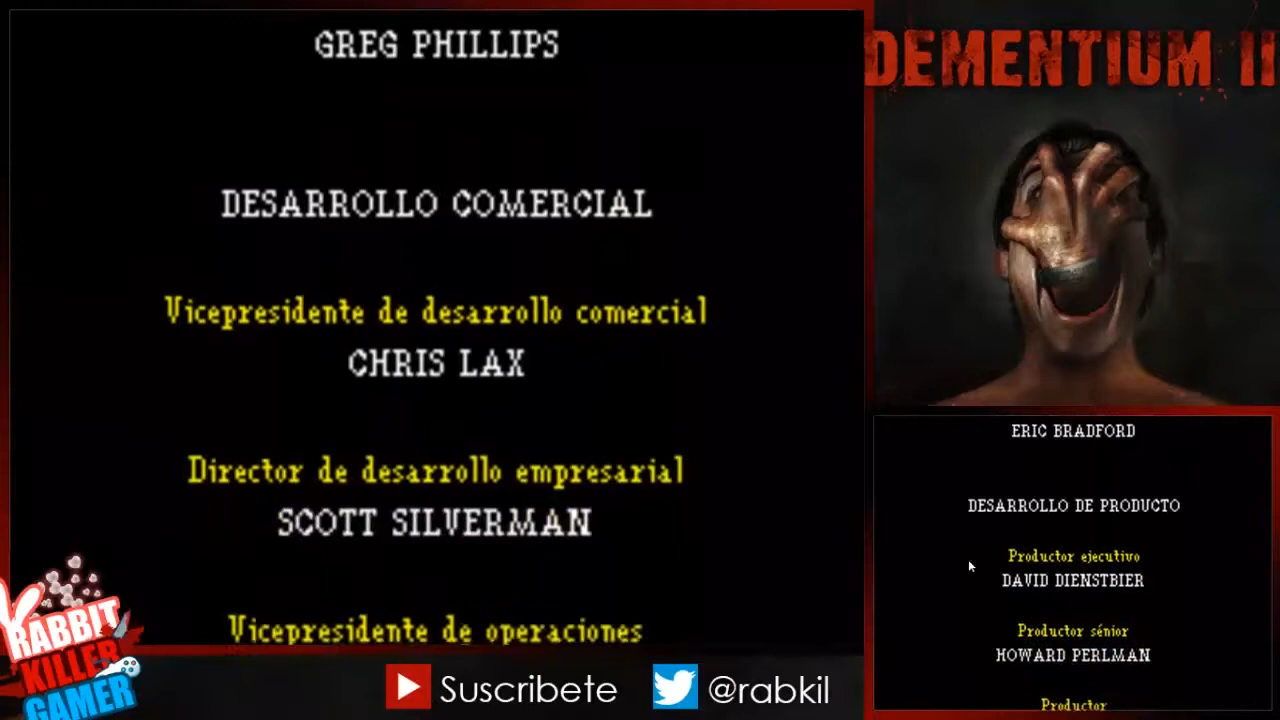 GREG PHILLIPS
DESARROLLO COMERCIAL
Vicepresidente de desarrollo comercial
CHRIS LAX
Director de desarrollo empresarial
SCOTT SILVERMAN
Vicepresidente de operaciones
DEMENTIUM II
ERIC BRADFORD
DESARROLLO DE PRODUCTO
Productor ejecutivo
DAVID DIENSTBIER
Productor sénior
HOWARD PERLMAN
Productor
RABBIT
KILLER
GAMER
Suscribete
@rabkil